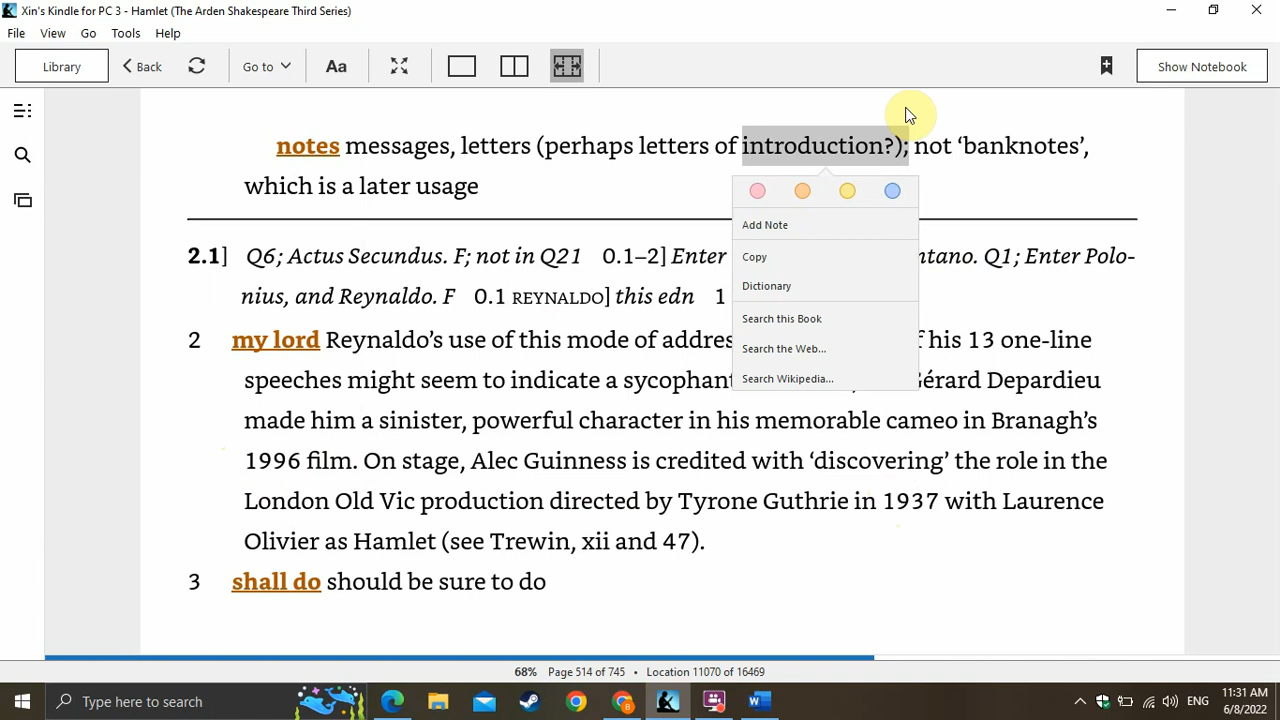 Xin's Kindle for PC 3 - Hamlet (The Arden Shakespeare Third Series)
File View Go Tools Help
Library Back Go to Aa Show Notebook
notes messages, letters (perhaps letters of introduction?); not ‘banknotes’,
which is a later usage
2.1] Q6; Actus Secundus. F; not in Q21 0.1–2] Enter ntano. Q1; Enter Polo-
nius, and Reynaldo. F 0.1 REYNALDO] this edn 1
2 my lord Reynaldo’s use of this mode of addres f his 13 one-line
speeches might seem to indicate a sycophant Gérard Depardieu
made him a sinister, powerful character in his memorable cameo in Branagh’s
1996 film. On stage, Alec Guinness is credited with ‘discovering’ the role in the
London Old Vic production directed by Tyrone Guthrie in 1937 with Laurence
Olivier as Hamlet (see Trewin, xii and 47).
3 shall do should be sure to do
Add Note
Copy
Dictionary
Search this Book
Search the Web...
Search Wikipedia...
68% Page 514 of 745 • Location 11070 of 16469
Type here to search
ENG
11:31 AM
6/8/2022